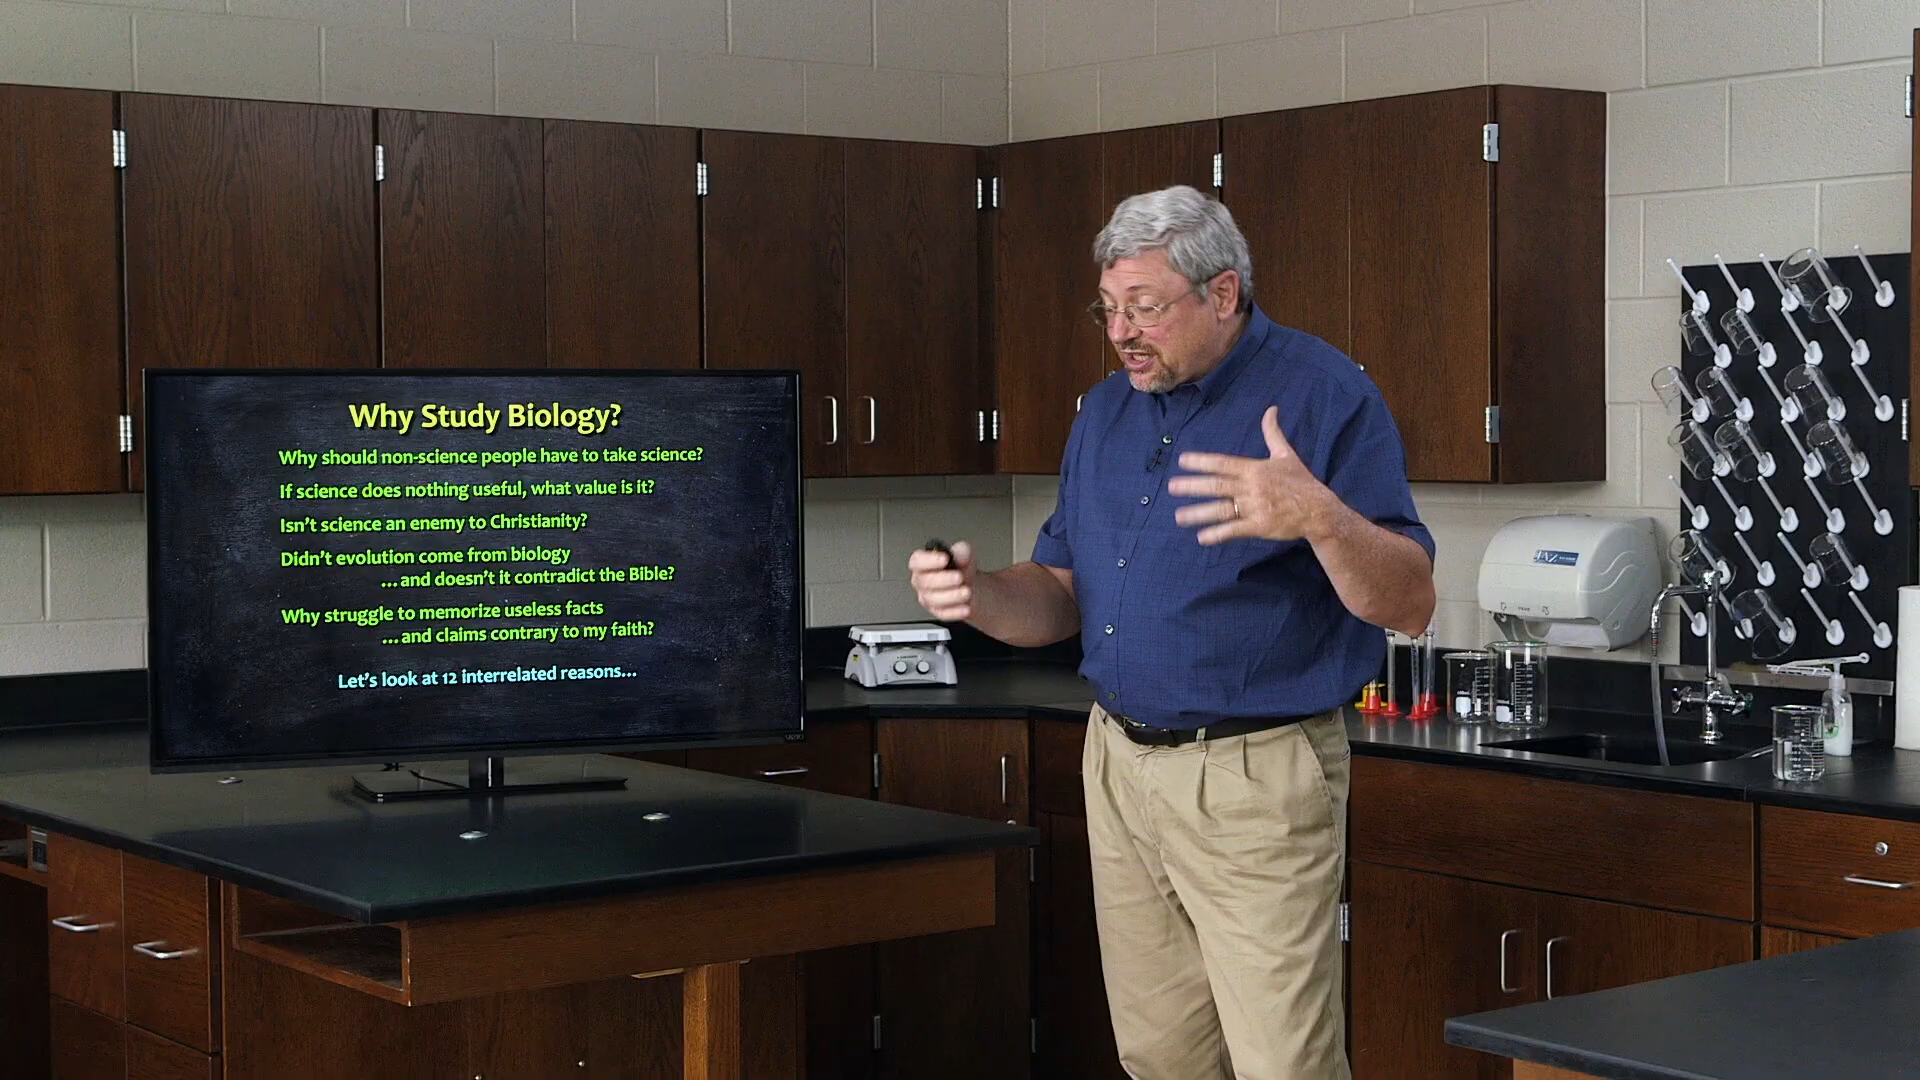 Why Study Biology?
Why should non-science people have to take science?
If science does nothing useful, what value is it?
Isn't science an enemy to Christianity?
Didn't evolution come from biology
...and doesn't it contradict the Bible?
Why struggle to memorize useless facts
...and claims contrary to my faith?
Let's look at 12 interrelated reasons...
VIZIO